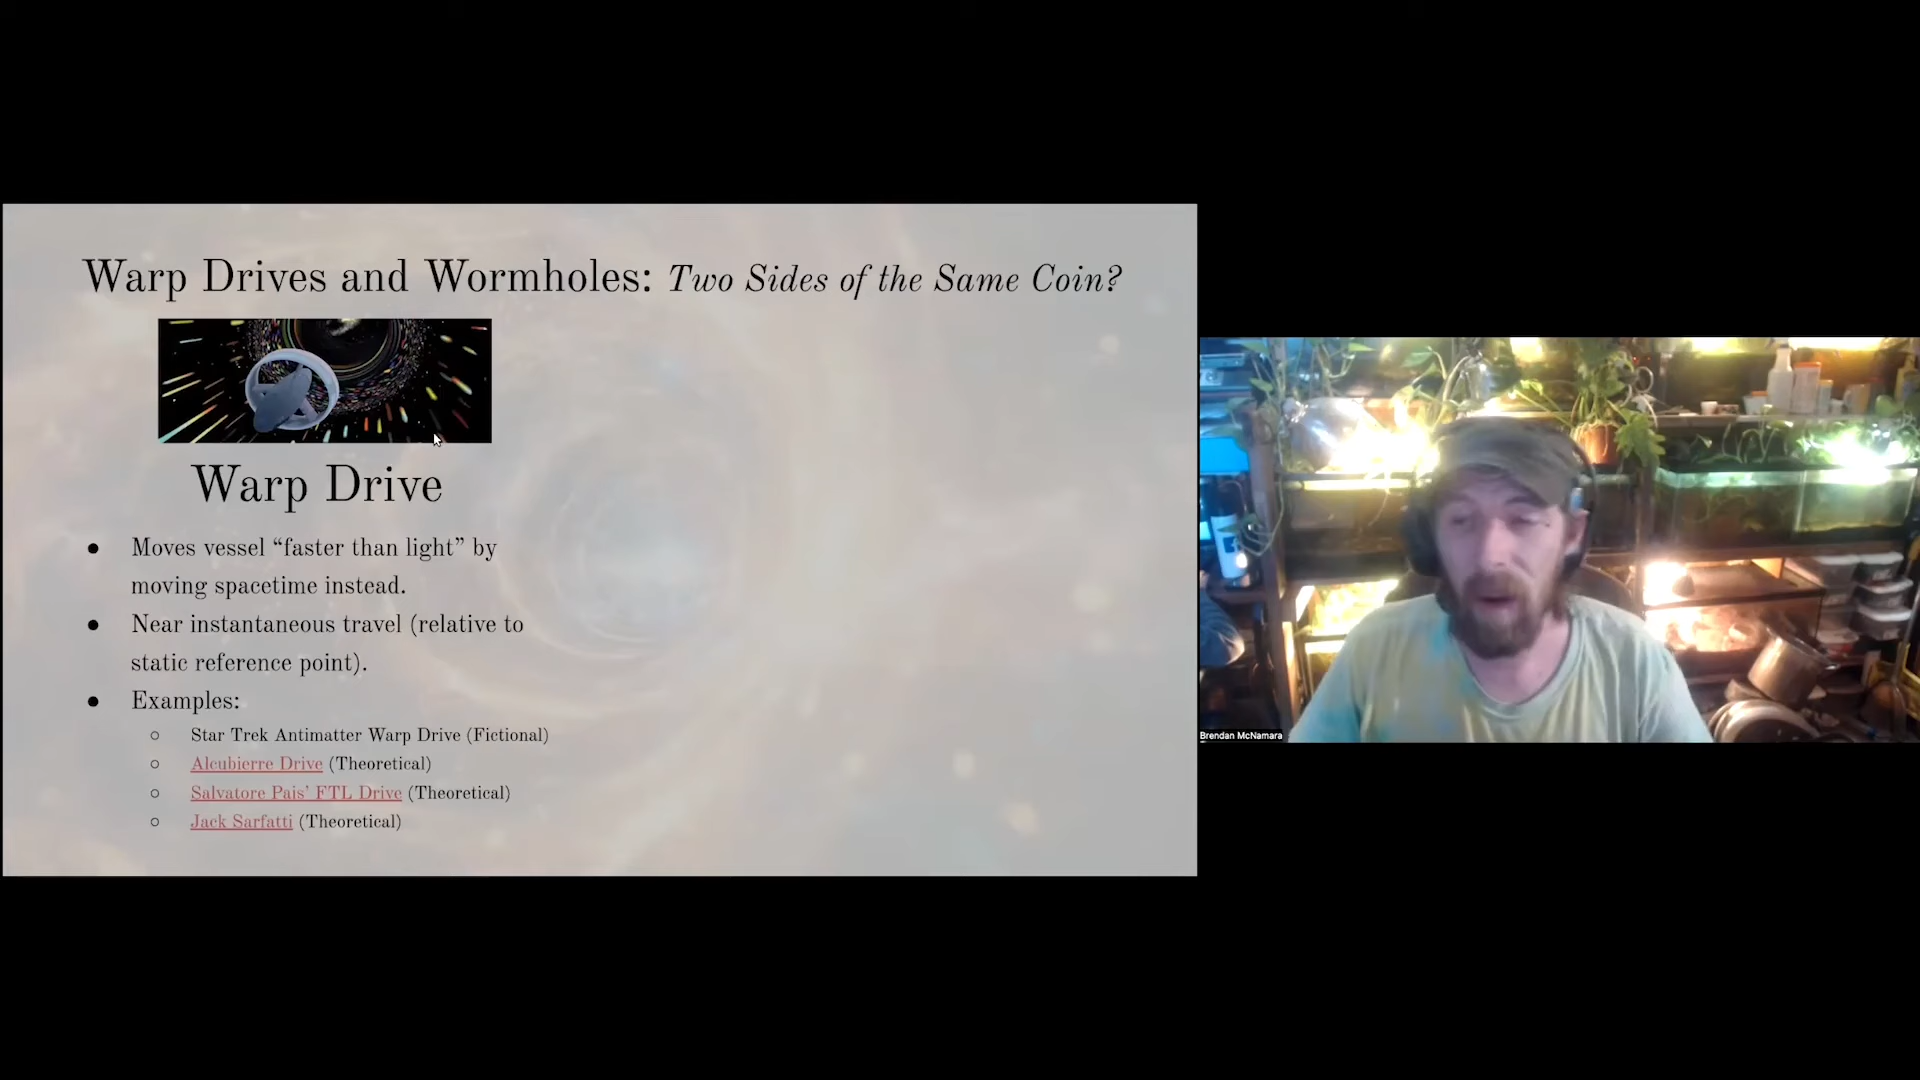 Warp Drives and Wormholes: Two Sides of the Same Coin?
Warp Drive
● Moves vessel “faster than light” by
moving spacetime instead.
● Near instantaneous travel (relative to
static reference point).
● Examples:
○ Star Trek Antimatter Warp Drive (Fictional)
○ Alcubierre Drive (Theoretical)
○ Salvatore Pais’ FTL Drive (Theoretical)
○ Jack Sarfatti (Theoretical)
Brendan McNamara